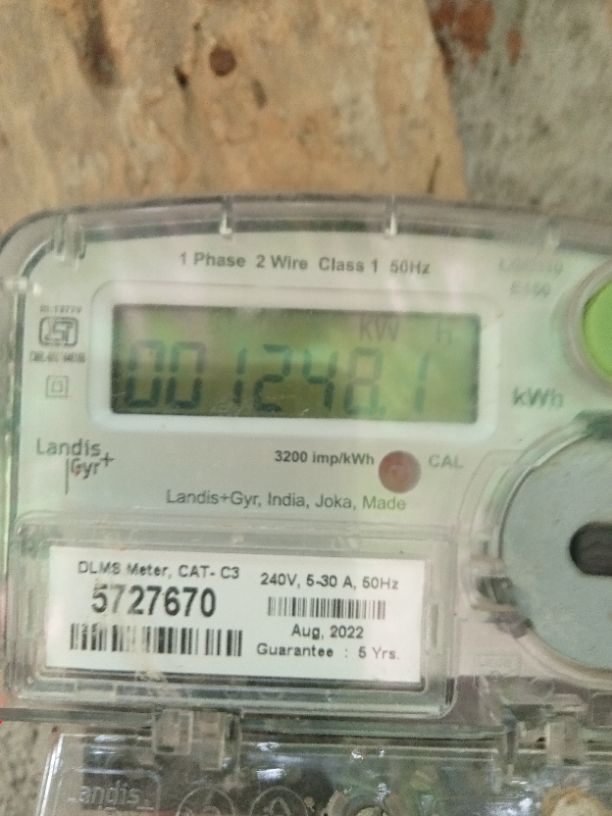 1 Phase 2 Wire Class 1 50Hz
KW H
001248.1
kWh
Landis
Gyr+
3200 imp/kWh
CAL
Landis+Gyr, India, Joka, Made
DLMS Meter, CAT- C3
5727670
240V, 5-30 A, 50Hz
Aug, 2022
Guarantee : 5 Yrs.
Landis